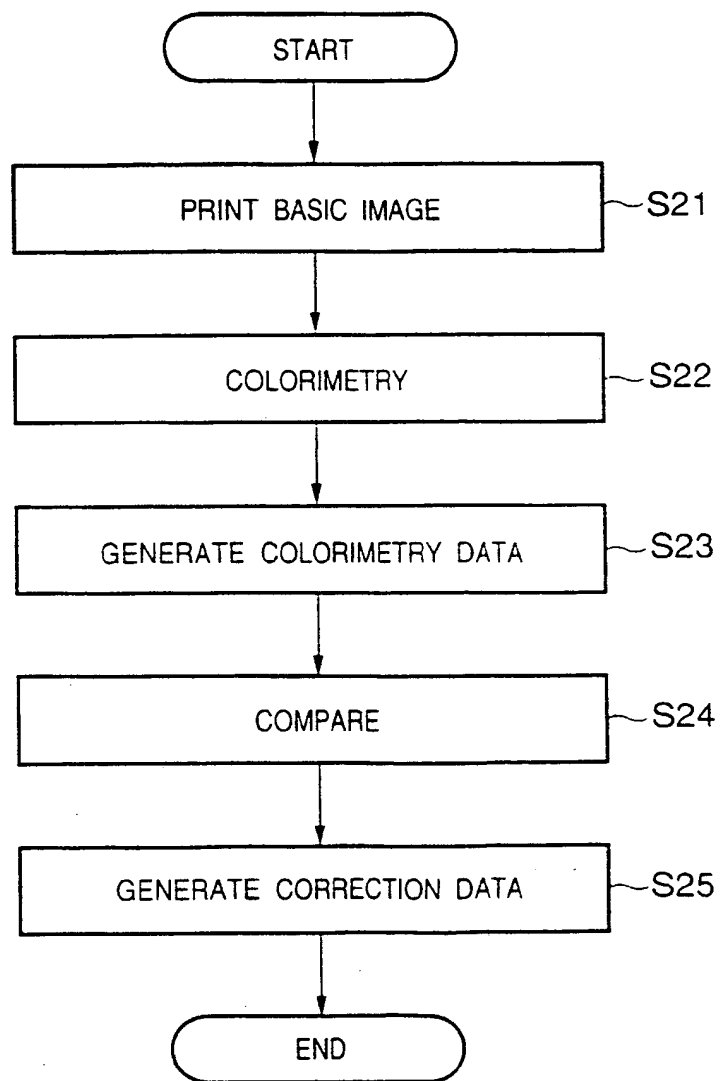 START
PRINT BASIC IMAGE
S21
COLORIMETRY
S22
GENERATE COLORIMETRY DATA
S23
COMPARE
S24
GENERATE CORRECTION DATA
S25
END